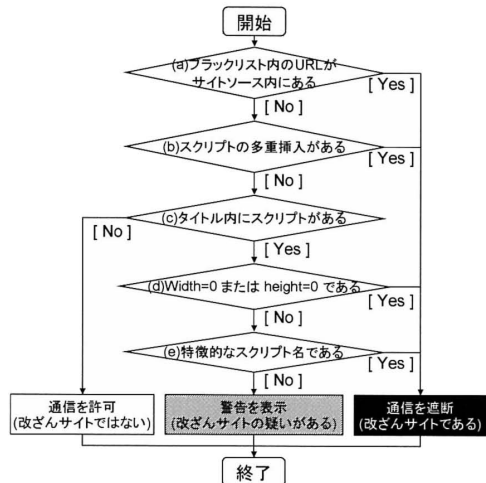 開始
(a)ブラックリスト内のURLが
サイトソース内にある
[ Yes ]
[ No ]
(b)スクリプトの多重挿入がある
[ Yes ]
[ No ]
(c)タイトル内にスクリプトがある
[ No ]
[ Yes ]
(d)Width=0 または height=0 である
[ Yes ]
[ No ]
(e)特徴的なスクリプト名である
[ Yes ]
[ No ]
通信を許可
(改ざんサイトではない)
警告を表示
(改ざんサイトの疑いがある)
通信を遮断
(改ざんサイトである)
終了